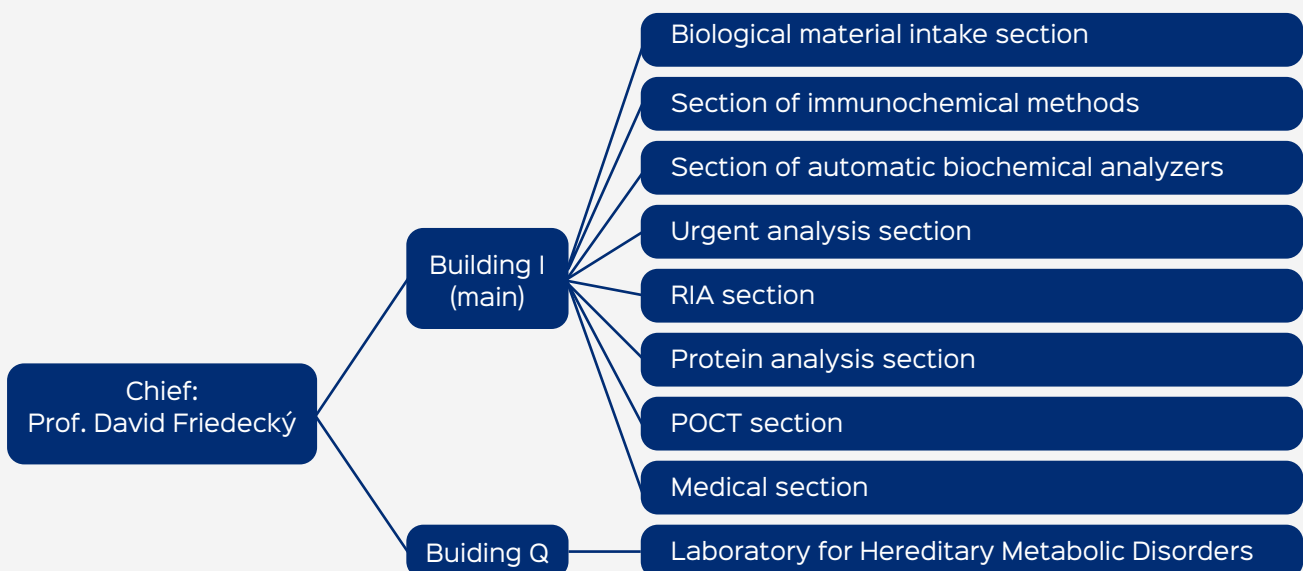 Chief:
Prof. David Friedecký
Building I
(main)
Biological material intake section
Section of immunochemical methods
Section of automatic biochemical analyzers
Urgent analysis section
RIA section
Protein analysis section
POCT section
Medical section
Buiding Q
Laboratory for Hereditary Metabolic Disorders